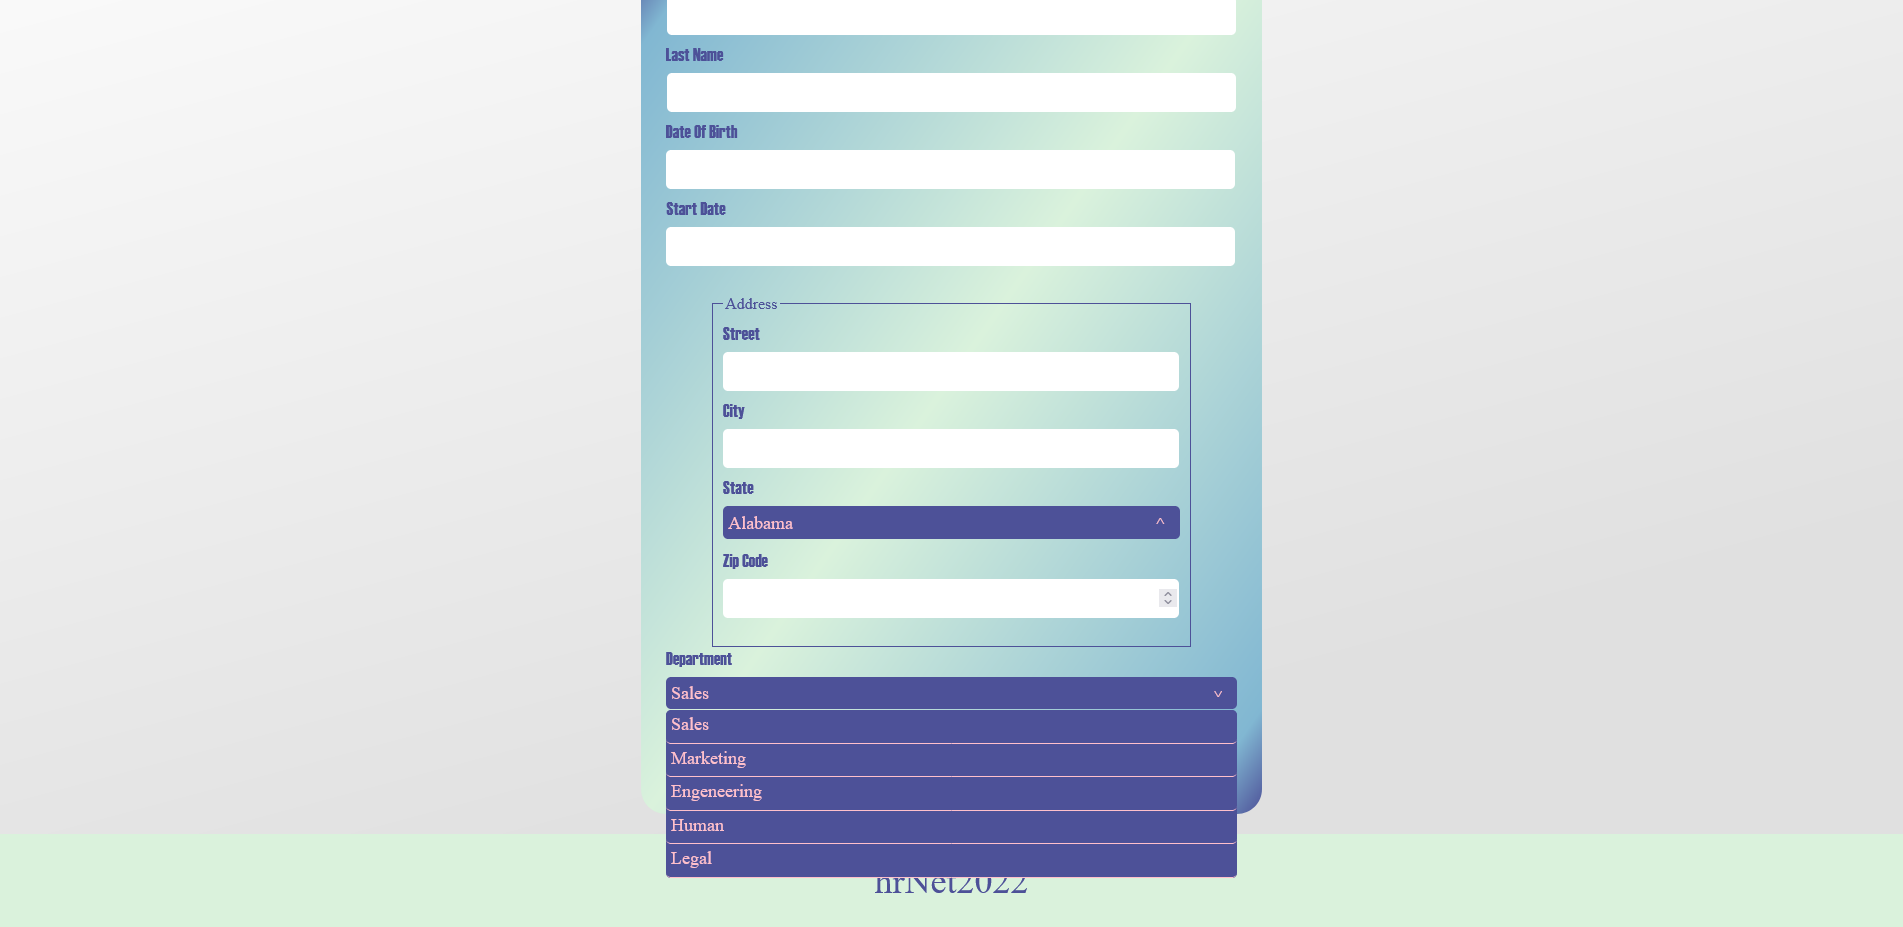 Last Name
Date Of Birth
Start Date
Address
Street
City
State
Alabama
Zip Code
Department
Sales
Sales
Marketing
Engeneering
Human
Legal
hrNet2022